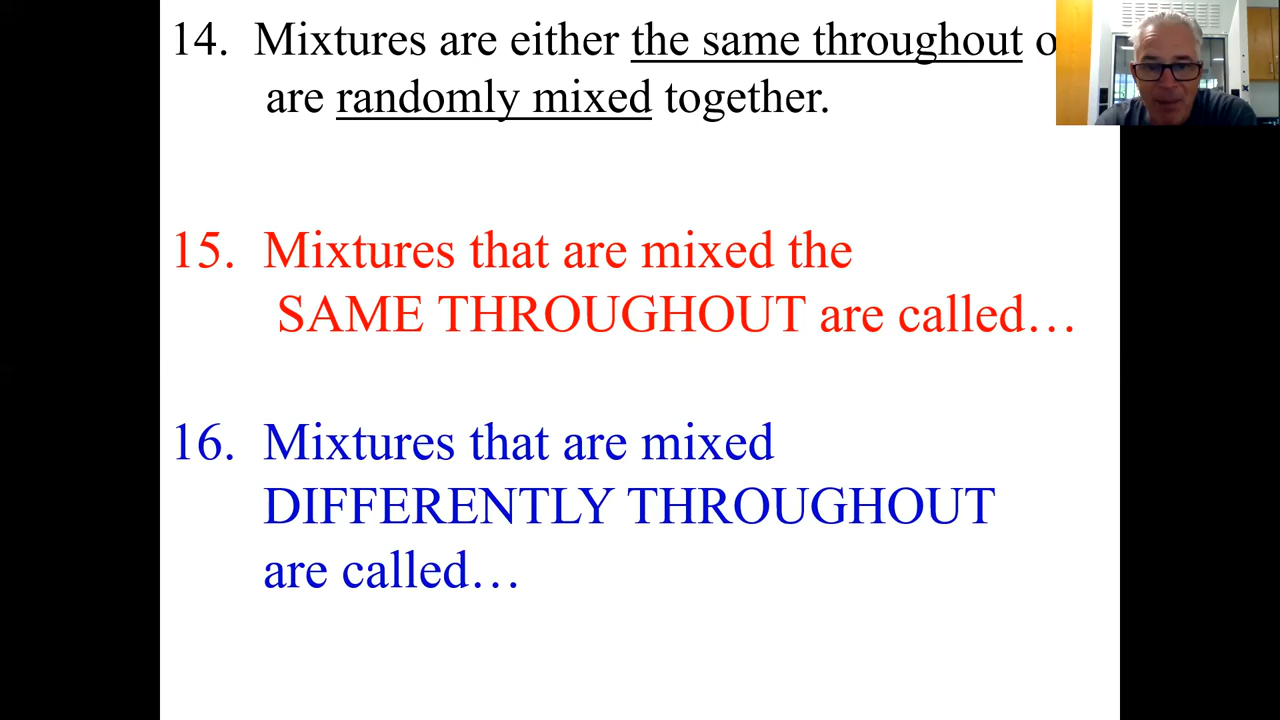 14. Mixtures are either the same throughout o
are randomly mixed together.
15. Mixtures that are mixed the
SAME THROUGHOUT are called…
16. Mixtures that are mixed
DIFFERENTLY THROUGHOUT
are called…